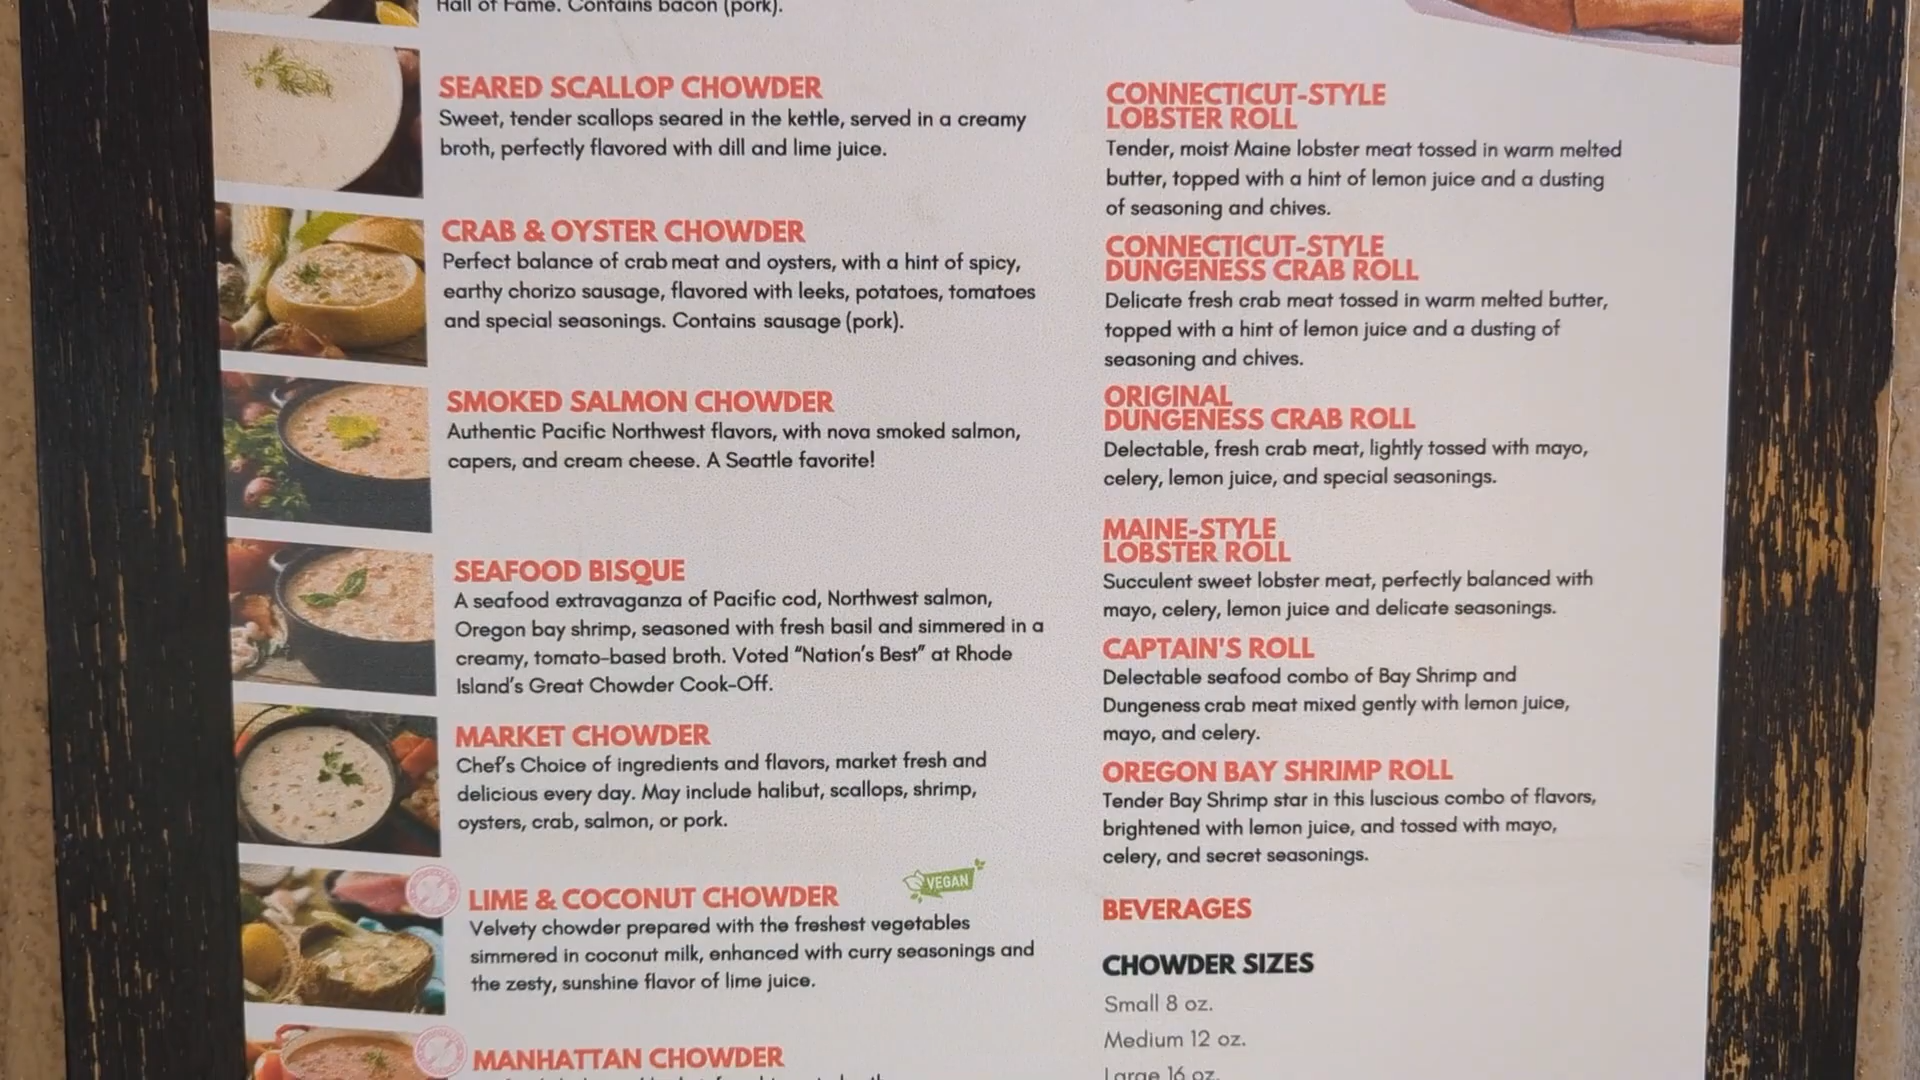 Hall of Fame. Contains bacon (pork).
SEARED SCALLOP CHOWDER
Sweet, tender scallops seared in the kettle, served in a creamy
broth, perfectly flavored with dill and lime juice.
CRAB & OYSTER CHOWDER
Perfect balance of crab meat and oysters, with a hint of spicy,
earthy chorizo sausage, flavored with leeks, potatoes, tomatoes
and special seasonings. Contains sausage (pork).
SMOKED SALMON CHOWDER
Authentic Pacific Northwest flavors, with nova smoked salmon,
capers, and cream cheese. A Seattle favorite!
SEAFOOD BISQUE
A seafood extravaganza of Pacific cod, Northwest salmon,
Oregon bay shrimp, seasoned with fresh basil and simmered in a
creamy, tomato-based broth. Voted “Nation’s Best” at Rhode
Island’s Great Chowder Cook-Off.
MARKET CHOWDER
Chef’s Choice of ingredients and flavors, market fresh and
delicious every day. May include halibut, scallops, shrimp,
oysters, crab, salmon, or pork.
VEGAN
LIME & COCONUT CHOWDER
Velvety chowder prepared with the freshest vegetables
simmered in coconut milk, enhanced with curry seasonings and
the zesty, sunshine flavor of lime juice.
MANHATTAN CHOWDER
CONNECTICUT-STYLE
LOBSTER ROLL
Tender, moist Maine lobster meat tossed in warm melted
butter, topped with a hint of lemon juice and a dusting
of seasoning and chives.
CONNECTICUT-STYLE
DUNGENESS CRAB ROLL
Delicate fresh crab meat tossed in warm melted butter,
topped with a hint of lemon juice and a dusting of
seasoning and chives.
ORIGINAL
DUNGENESS CRAB ROLL
Delectable, fresh crab meat, lightly tossed with mayo,
celery, lemon juice, and special seasonings.
MAINE-STYLE
LOBSTER ROLL
Succulent sweet lobster meat, perfectly balanced with
mayo, celery, lemon juice and delicate seasonings.
CAPTAIN'S ROLL
Delectable seafood combo of Bay Shrimp and
Dungeness crab meat mixed gently with lemon juice,
mayo, and celery.
OREGON BAY SHRIMP ROLL
Tender Bay Shrimp star in this luscious combo of flavors,
brightened with lemon juice, and tossed with mayo,
celery, and secret seasonings.
BEVERAGES
CHOWDER SIZES
Small 8 oz.
Medium 12 oz.
Large 16 oz.